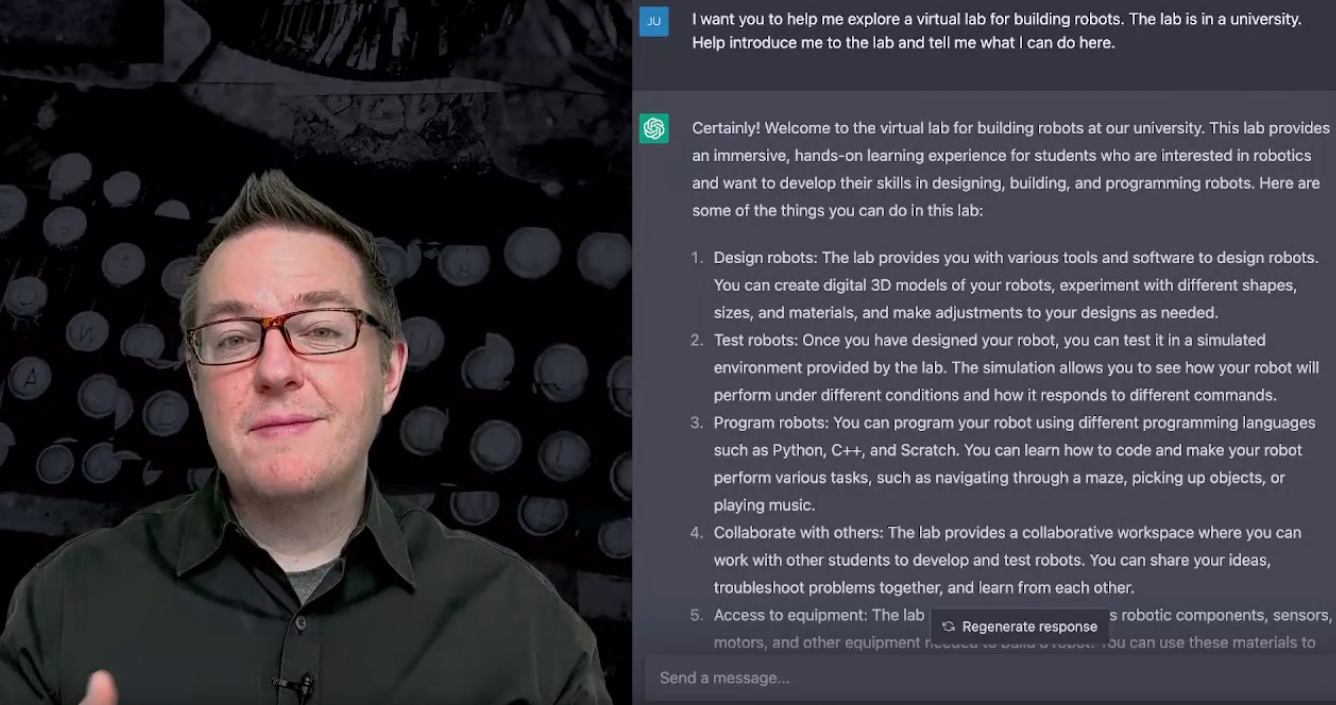 JU
I want you to help me explore a virtual lab for building robots. The lab is in a university.
Help introduce me to the lab and tell me what I can do here.
Certainly! Welcome to the virtual lab for building robots at our university. This lab provides
an immersive, hands-on learning experience for students who are interested in robotics
and want to develop their skills in designing, building, and programming robots. Here are
some of the things you can do in this lab:
1. Design robots: The lab provides you with various tools and software to design robots.
You can create digital 3D models of your robots, experiment with different shapes,
sizes, and materials, and make adjustments to your designs as needed.
2. Test robots: Once you have designed your robot, you can test it in a simulated
environment provided by the lab. The simulation allows you to see how your robot will
perform under different conditions and how it responds to different commands.
3. Program robots: You can program your robot using different programming languages
such as Python, C++, and Scratch. You can learn how to code and make your robot
perform various tasks, such as navigating through a maze, picking up objects, or
playing music.
4. Collaborate with others: The lab provides a collaborative workspace where you can
work with other students to develop and test robots. You can share your ideas,
troubleshoot problems together, and learn from each other.
5. Access to equipment: The lab s robotic components, sensors,
Regenerate response
motors, and other equipment needed to build a robot. You can use these materials to
Send a message...